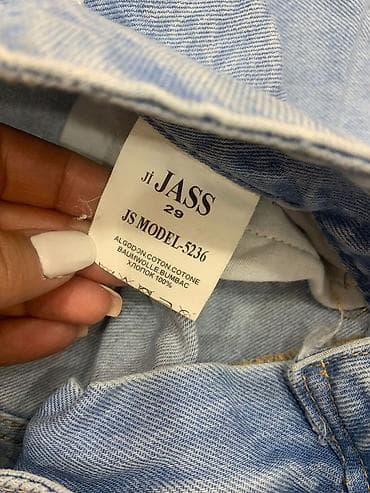 ji JASS
29
JS MODEL-5236
ALGODON.COTON.COTONE
BAUMWOLLE.BUMBAC
ХЛОПОК 100%